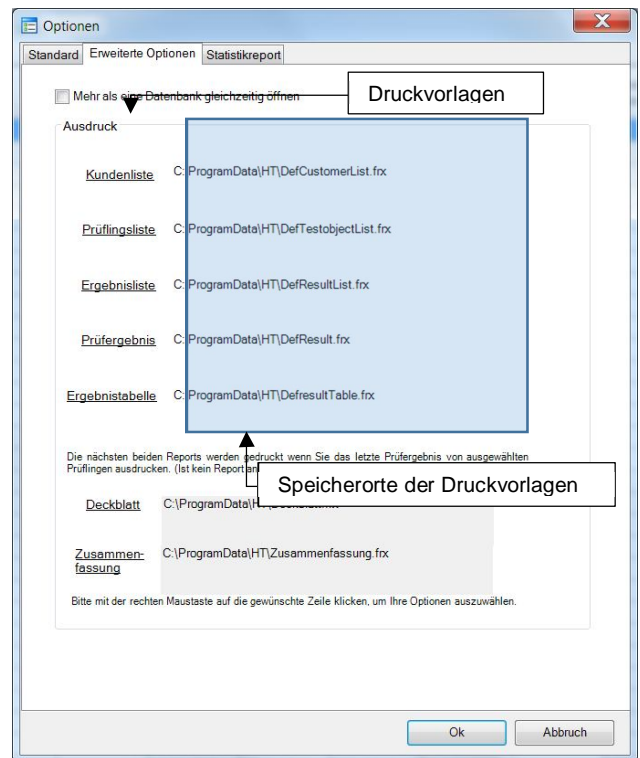 Optionen
Standard Erweiterte Optionen Statistikreport
Mehr als eine Datenbank gleichzeitig öffnen
Druckvorlagen
Ausdruck
Kundenliste C:\ProgramData\HT\DefCustomerList.frx
Prüflingsliste C:\ProgramData\HT\DefTestobjectList.frx
Ergebnisliste C:\ProgramData\HT\DefResultList.frx
Prüfergebnis C:\ProgramData\HT\DefResult.frx
Ergebnistabelle C:\ProgramData\HT\DefresultTable.frx
Die nächsten beiden Reports werden gedruckt wenn Sie das letzte Prüfergebnis von ausgewählten
Prüflingen ausdrucken. (Ist kein Report
Speicherorte der Druckvorlagen
Deckblatt C:\ProgramData\HT\Deckblatt.frx
Zusammen-
fassung C:\ProgramData\HT\Zusammenfassung.frx
Bitte mit der rechten Maustaste auf die gewünschte Zeile klicken, um Ihre Optionen auszuwählen.
Ok Abbruch